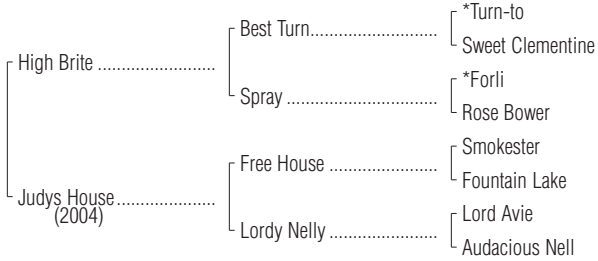 *Turn-to
Best Turn..............................
Sweet Clementine
High Brite ............................
*Forli
Spray ...................................
Rose Bower
Smokester
Free House .........................
Fountain Lake
Judys House.......................
(2004)
Lord Avie
Lordy Nelly .........................
Audacious Nell